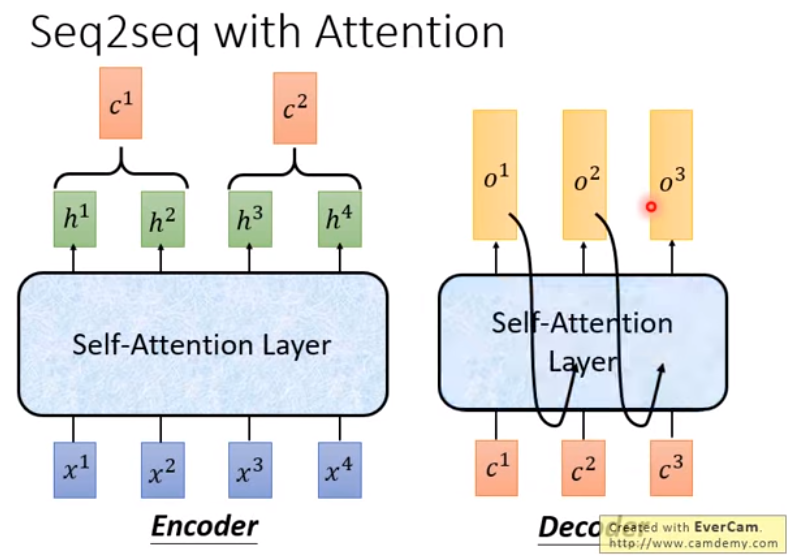 Seq2seq with Attention
c¹ c²
h¹ h² h³ h⁴
Self-Attention Layer
x¹ x² x³ x⁴
Encoder
o¹ o² o³
Self-Attention
Layer
c¹ c² c³
Deco
Created with EverCam.
http://www.camdemy.com